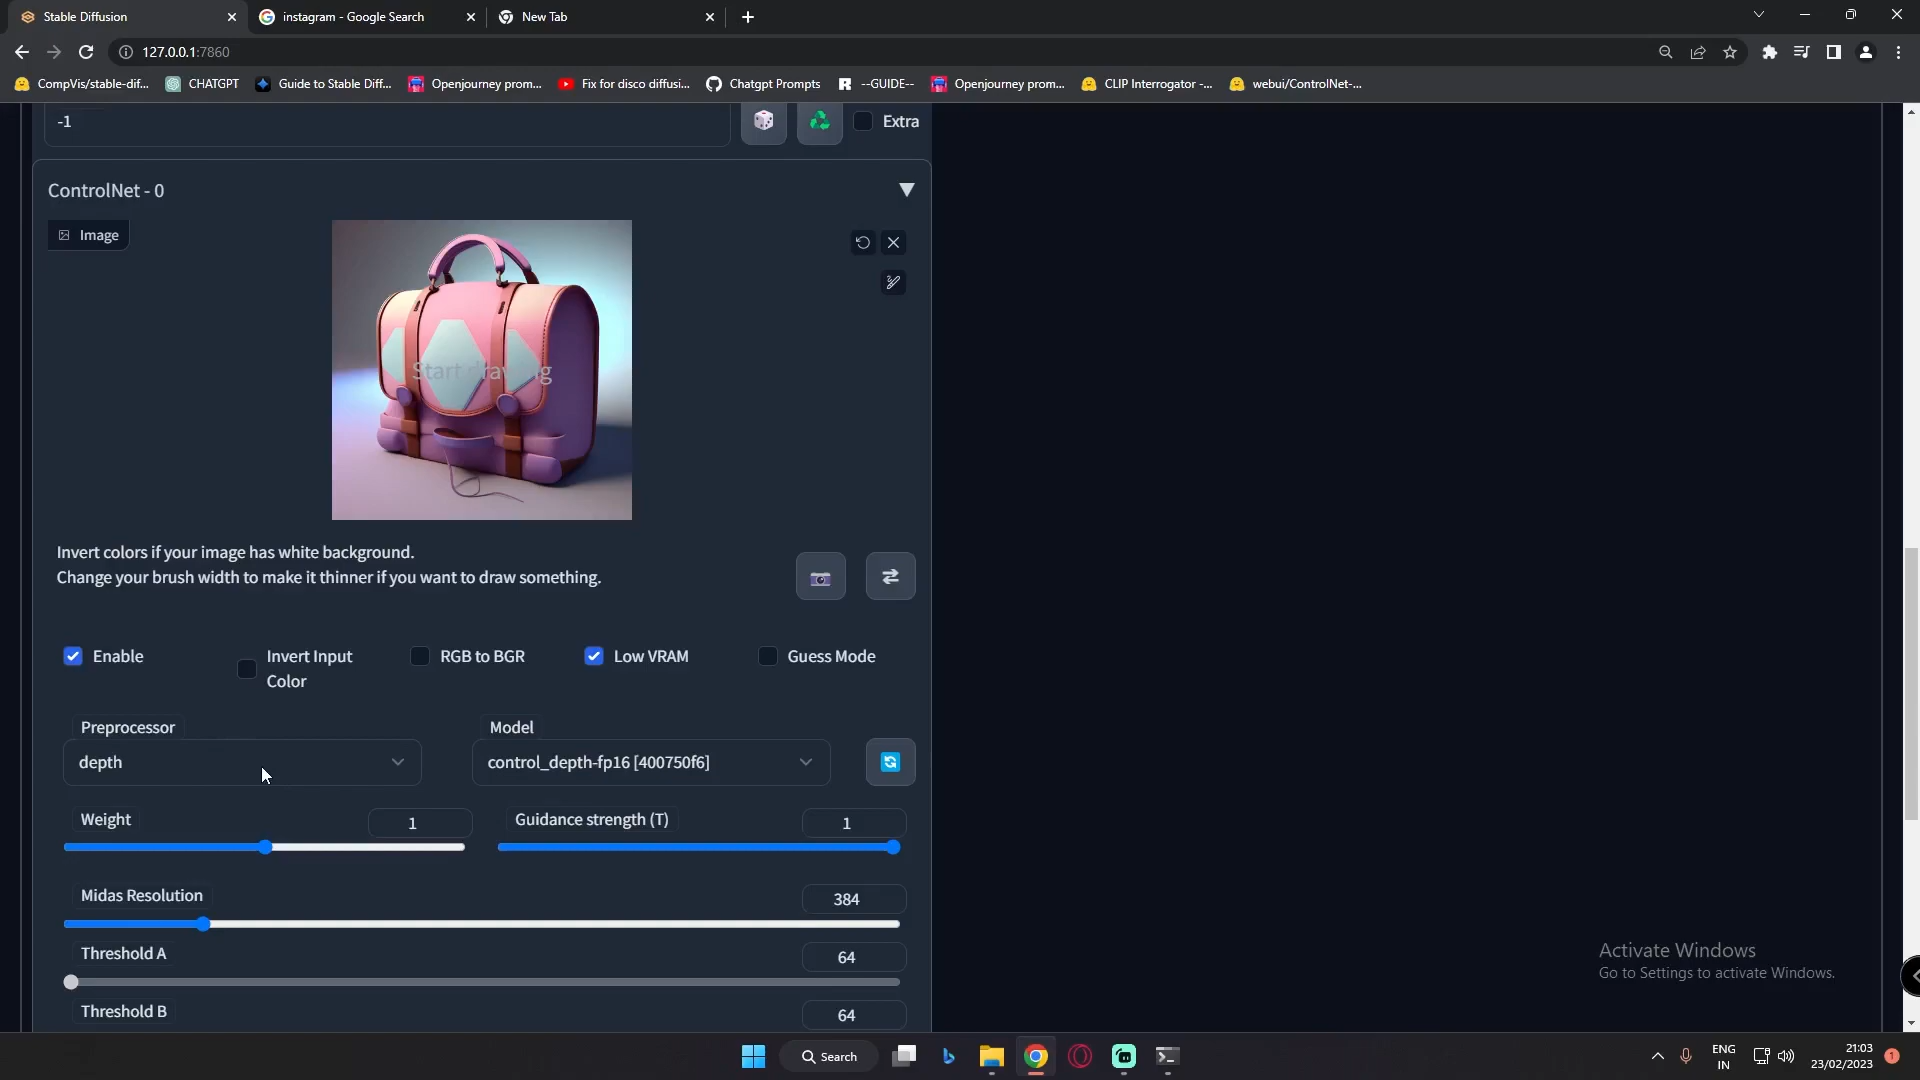 Stable Diffusion
instagram - Google Search
New Tab
127.0.0.1:7860
CompVis/stable-dif...
CHATGPT
Guide to Stable Diff...
Openjourney prom...
Fix for disco diffusi...
Chatgpt Prompts
--GUIDE--
Openjourney prom...
CLIP Interrogator -...
webui/ControlNet-...
-1
Extra
ControlNet - 0
Image
Start drawing
Invert colors if your image has white background.
Change your brush width to make it thinner if you want to draw something.
Enable
Invert Input
Color
RGB to BGR
Low VRAM
Guess Mode
Preprocessor
Model
depth
control_depth-fp16 [400750f6]
Weight
1
Guidance strength (T)
1
Midas Resolution
384
Threshold A
64
Threshold B
64
Activate Windows
Go to Settings to activate Windows.
Search
ENG
IN
21:03
23/02/2023
1